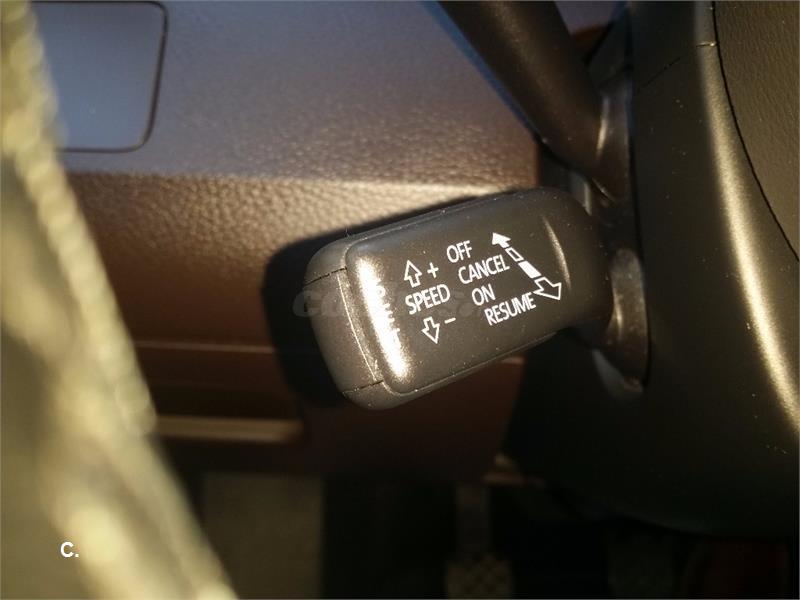 OFF
CANCEL
+
SPEED
ON
RESUME
-
C.